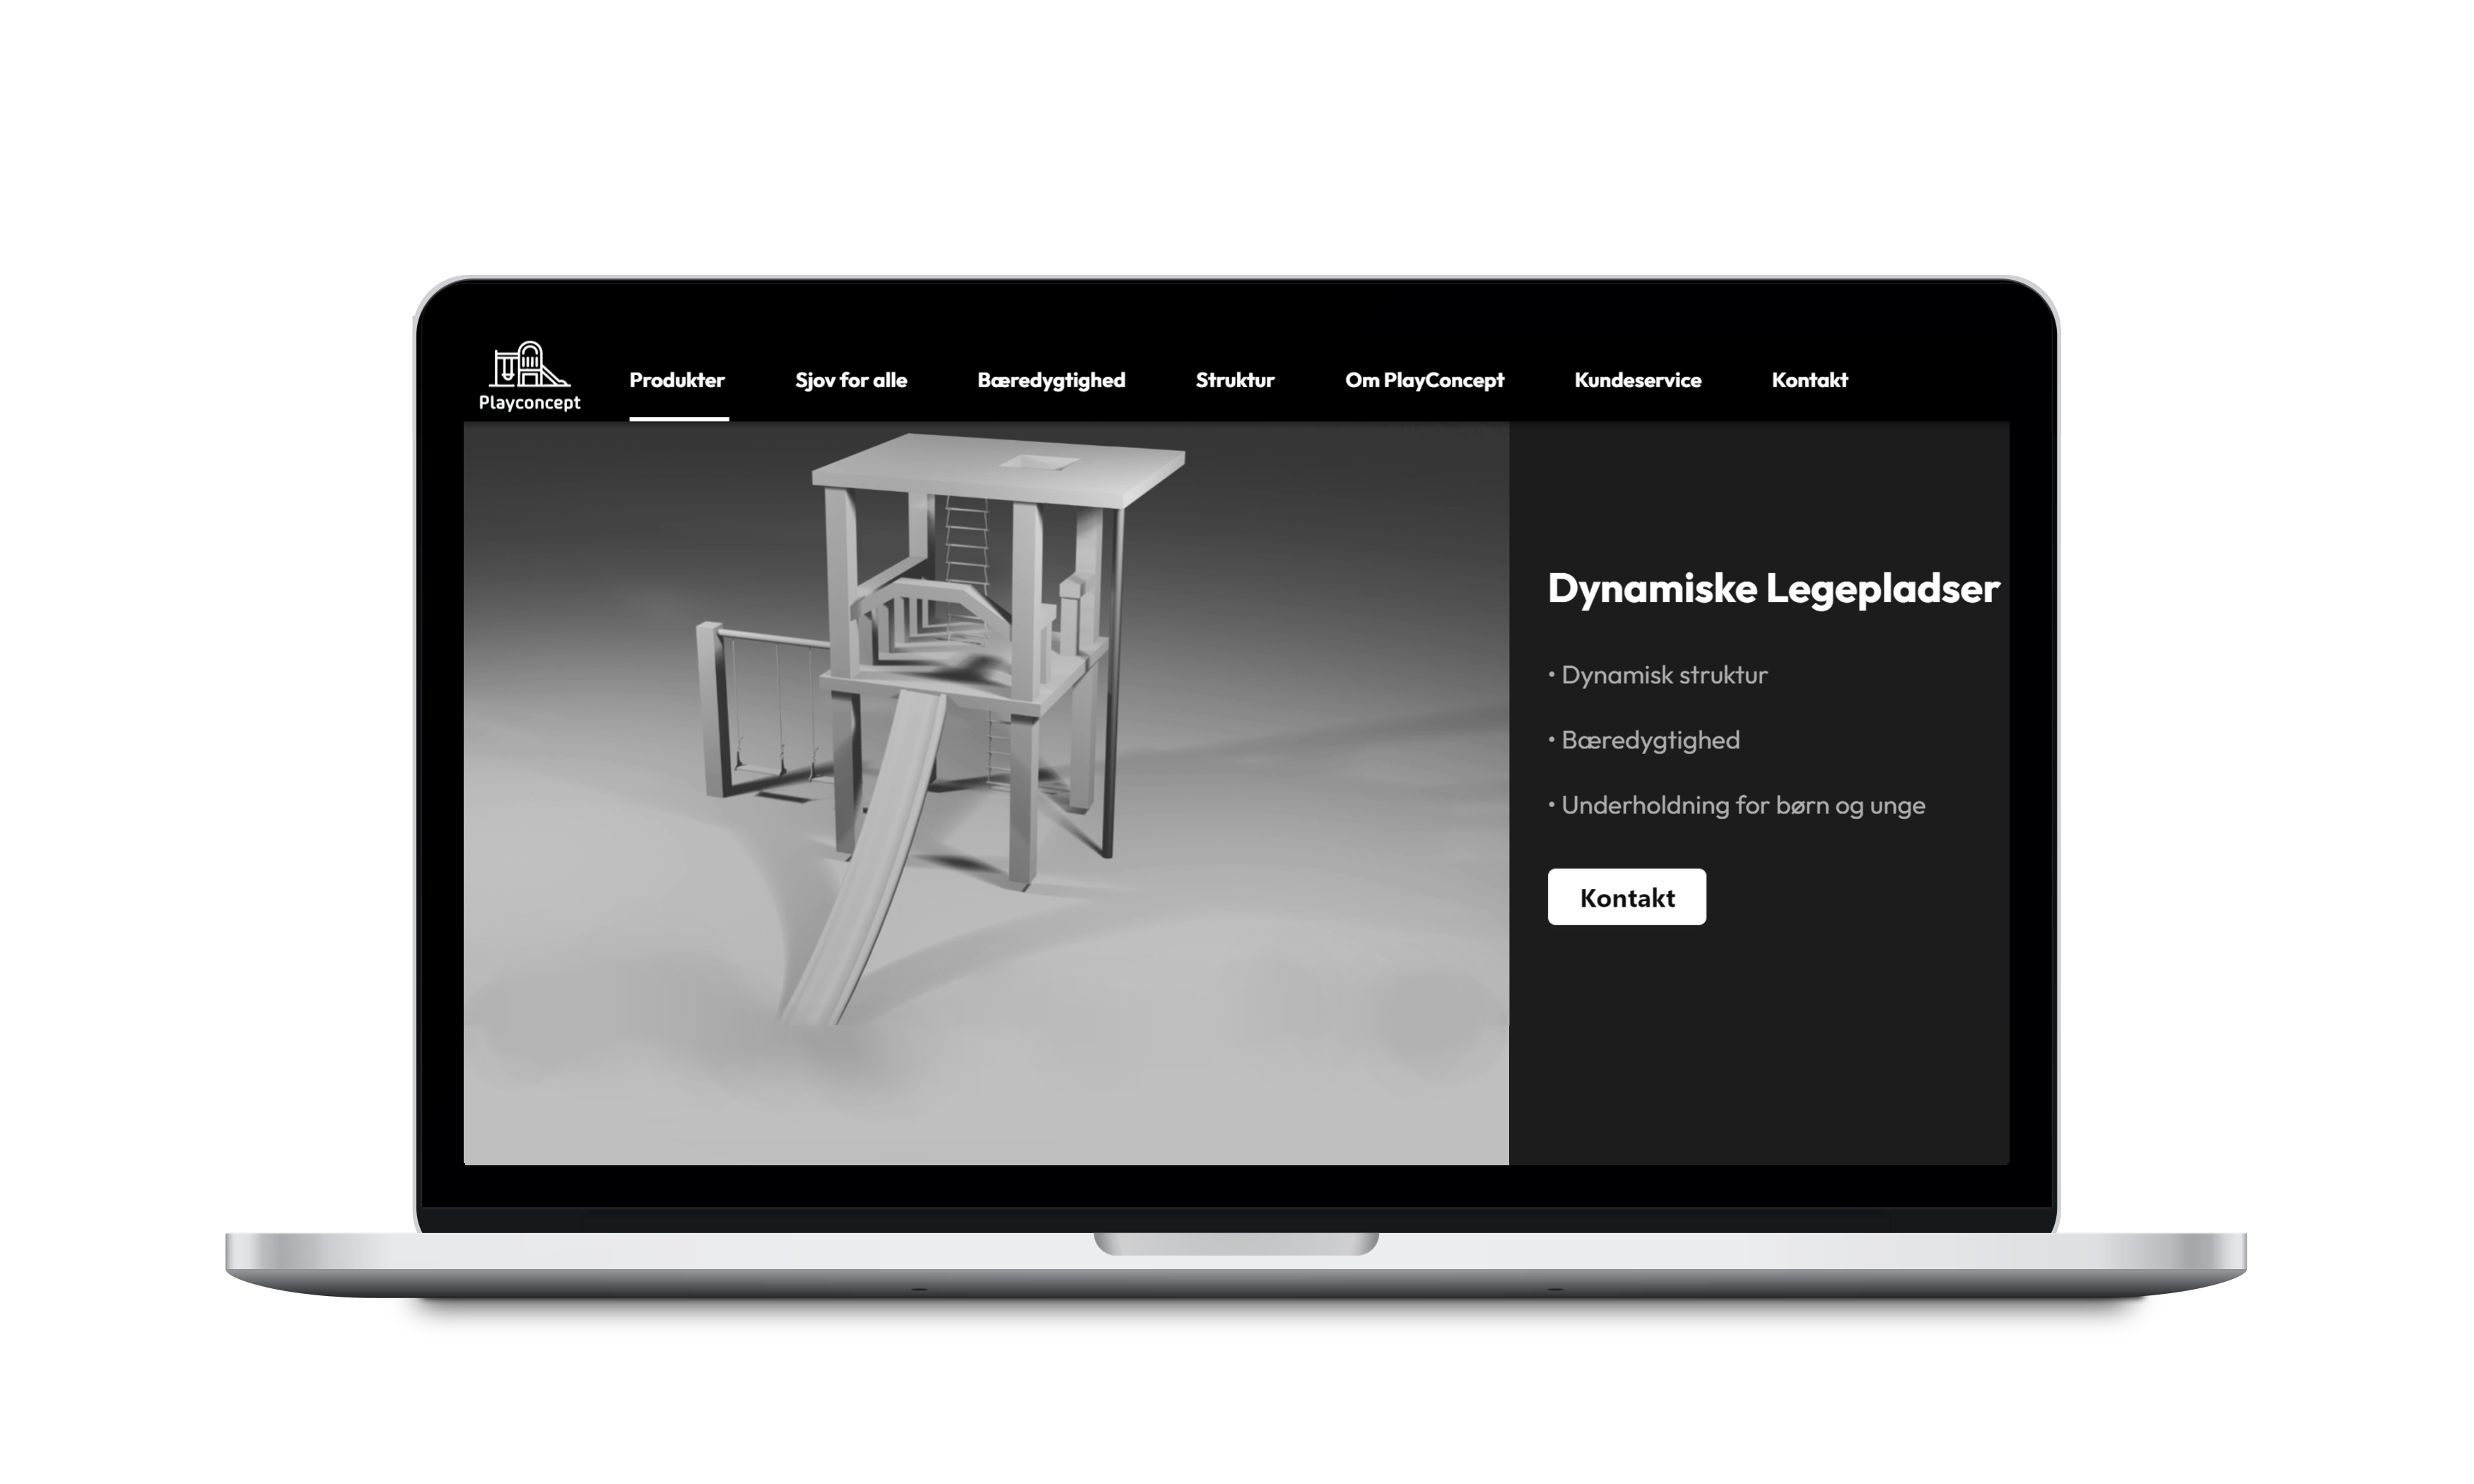 Playconcept
Produkter
Sjov for alle
Bæredygtighed
Struktur
Om PlayConcept
Kundeservice
Kontakt
Dynamiske Legepladser
• Dynamisk struktur
• Bæredygtighed
• Underholdning for børn og unge
Kontakt